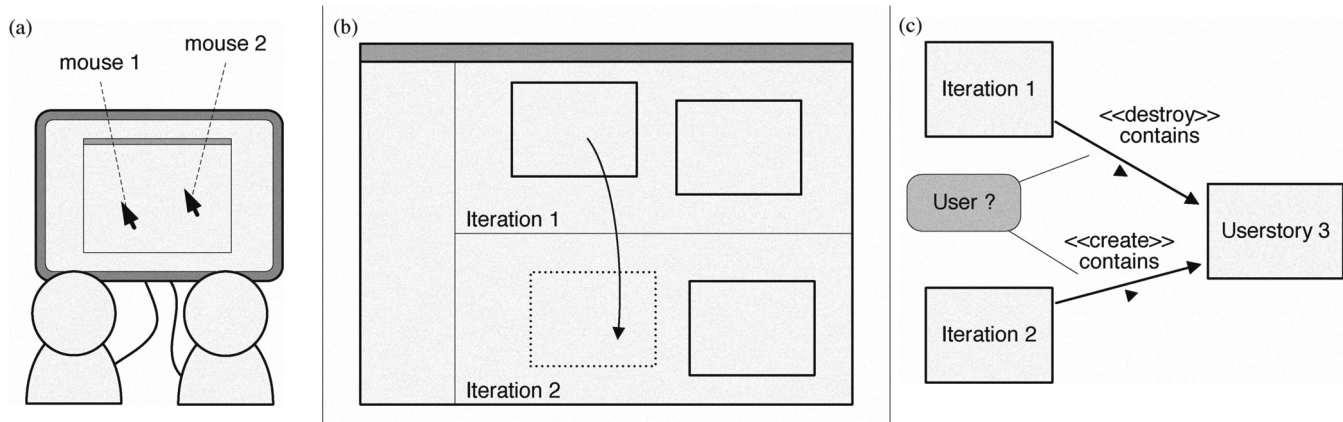 (a)
mouse 1
mouse 2
(b)
Iteration 1
Iteration 2
(c)
Iteration 1
<<destroy>>
contains
User ?
Userstory 3
<<create>>
contains
Iteration 2